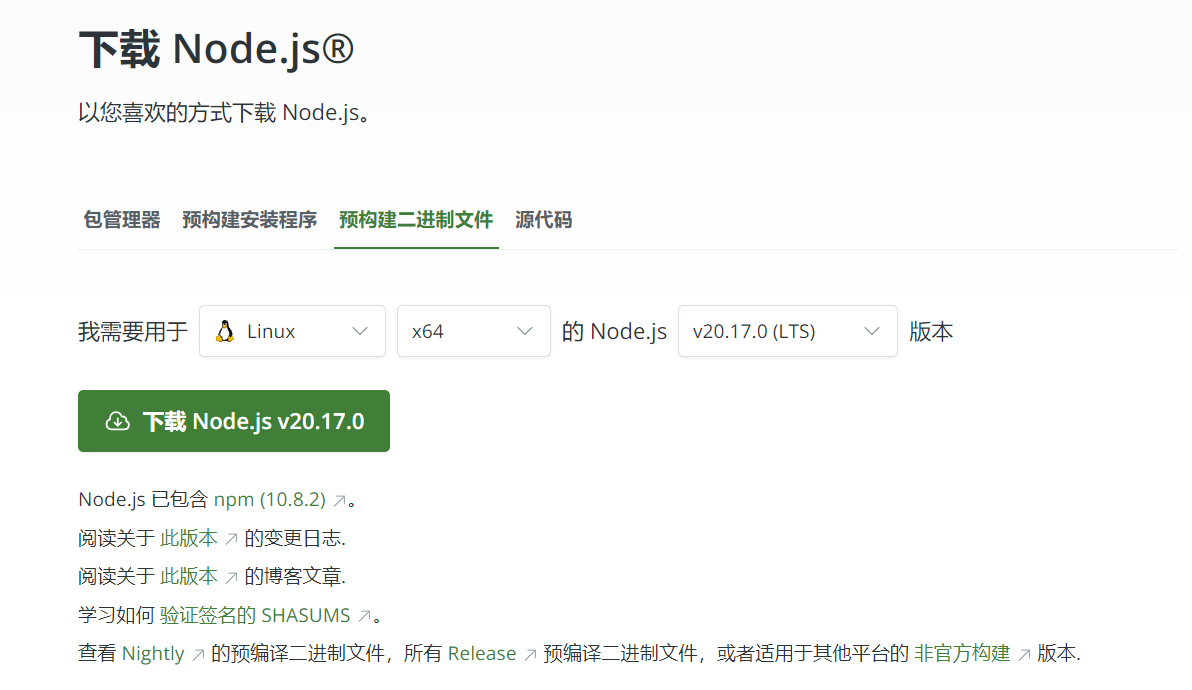 下载 Node.js®
以您喜欢的方式下载 Node.js。
包管理器 预构建安装程序 预构建二进制文件 源代码
我需要用于 Linux x64 的 Node.js v20.17.0 (LTS) 版本
下载 Node.js v20.17.0
Node.js 已包含 npm (10.8.2) ↗。
阅读关于 此版本 ↗ 的变更日志.
阅读关于 此版本 ↗ 的博客文章.
学习如何 验证签名的 SHASUMS ↗。
查看 Nightly ↗ 的预编译二进制文件，所有 Release ↗ 预编译二进制文件，或者适用于其他平台的 非官方构建 ↗ 版本.